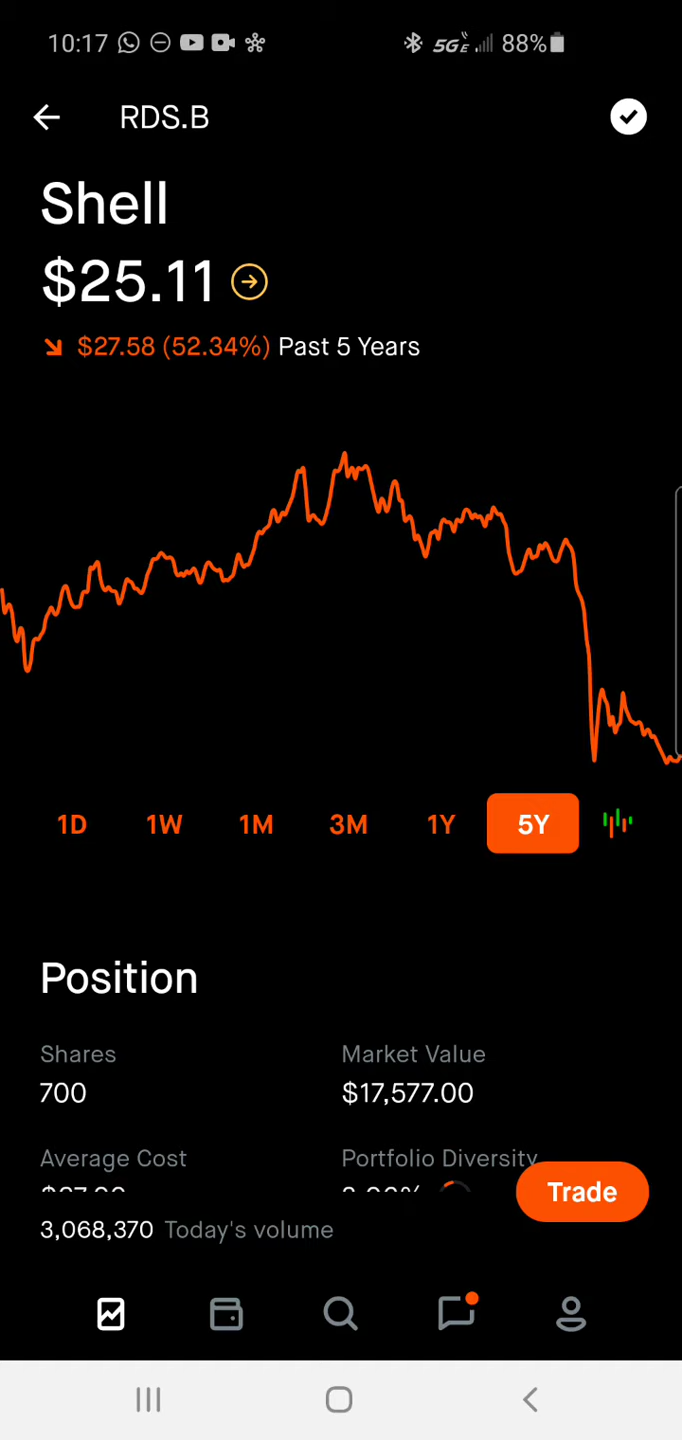 10:17 88%
RDS.B
Shell
$25.11
$27.58 (52.34%) Past 5 Years
1D 1W 1M 3M 1Y 5Y
Position
Shares Market Value
700 $17,577.00
Average Cost Portfolio Diversity
Trade
3,068,370 Today's volume